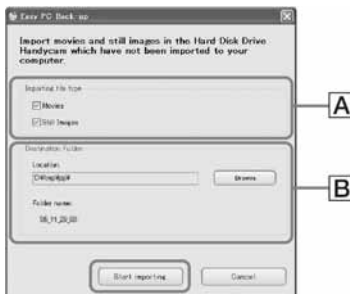 Easy PC Back-up
Import movies and still images in the Hard Disk Drive
Handycam which have not been imported to your
computer.
Importing file type
Movies
Still Images
A
Destination Folder
Location:
Browse
B
Folder name:
Start importing
Cancel